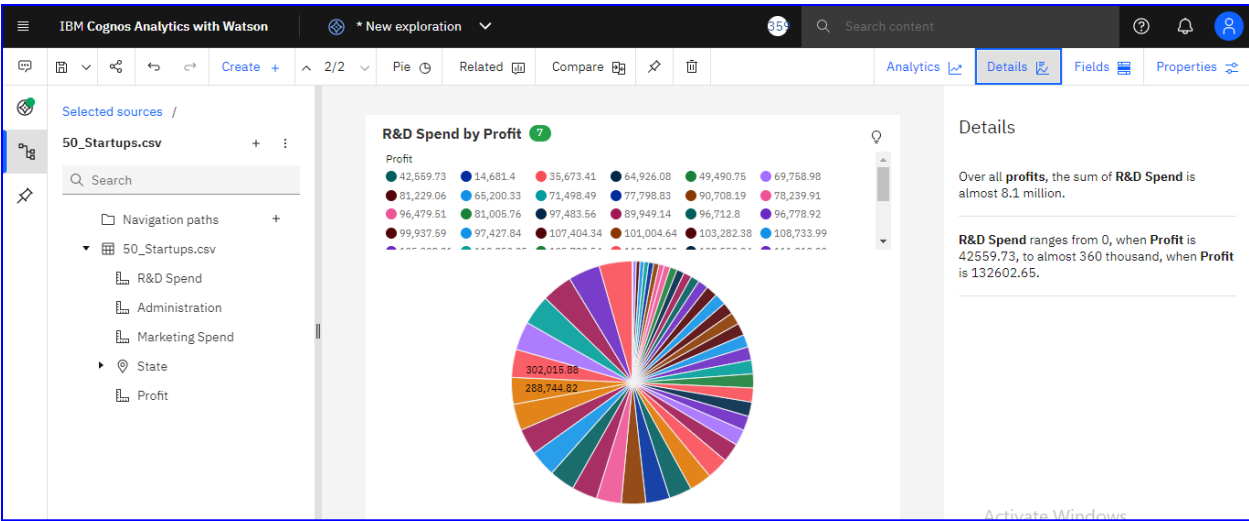 IBM Cognos Analytics with Watson
* New exploration
359
Search content
Create +
2/2
Pie
Related
Compare
Analytics
Details
Fields
Properties
Selected sources /
50_Startups.csv
Search
Navigation paths
50_Startups.csv
R&D Spend
Administration
Marketing Spend
State
Profit
R&D Spend by Profit 7
Profit
42,559.73 14,681.4 35,673.41 64,926.08 49,490.75 69,758.98
81,229.06 65,200.33 71,498.49 77,798.83 90,708.19 78,239.91
96,479.51 81,005.76 97,483.56 89,949.14 96,712.8 96,778.92
99,937.59 97,427.84 107,404.34 101,004.64 103,282.38 108,733.99
302,015.88
288,744.82
Details
Over all profits, the sum of R&D Spend is
almost 8.1 million.
R&D Spend ranges from 0, when Profit is
42559.73, to almost 360 thousand, when Profit
is 132602.65.
Activate Windows